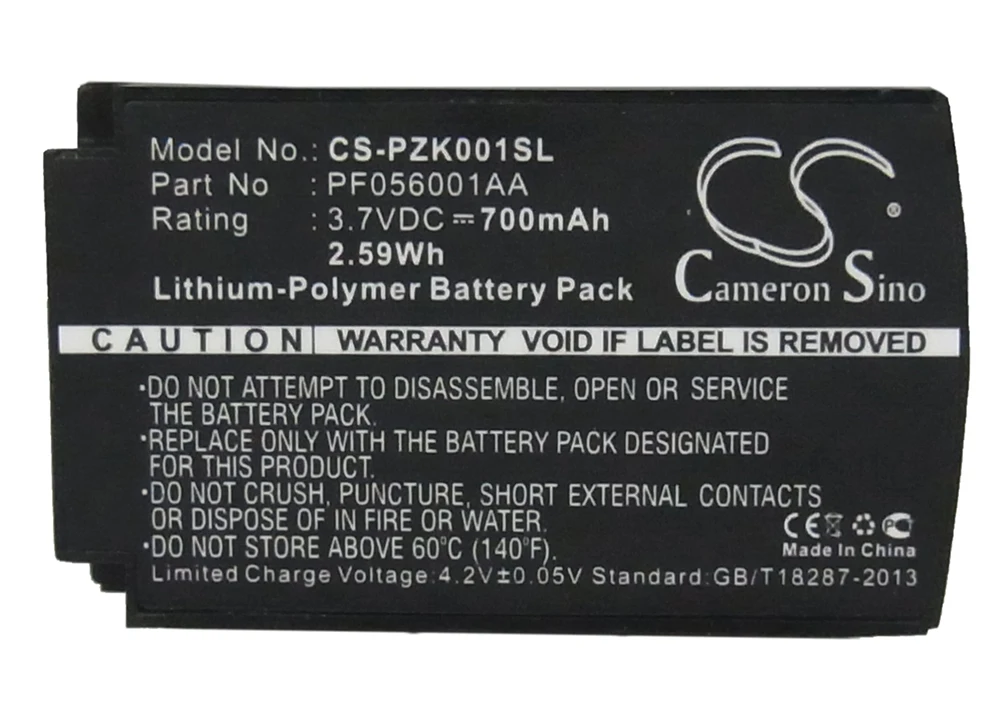 Model No.: CS-PZK001SL
Part No : PF056001AA
Rating : 3.7VDC⎓700mAh
2.59Wh
Lithium-Polymer Battery Pack
CS ®
Cameron Sino
CAUTION WARRANTY VOID IF LABEL IS REMOVED
·DO NOT ATTEMPT TO DISASSEMBLE, OPEN OR SERVICE
THE BATTERY PACK.
·REPLACE ONLY WITH THE BATTERY PACK DESIGNATED
FOR THIS PRODUCT.
·DO NOT CRUSH, PUNCTURE, SHORT EXTERNAL CONTACTS
OR DISPOSE OF IN FIRE OR WATER.
·DO NOT STORE ABOVE 60°C (140°F).
CE
Made In China
Limited Charge Voltage:4.2V±0.05V Standard:GB/T18287-2013